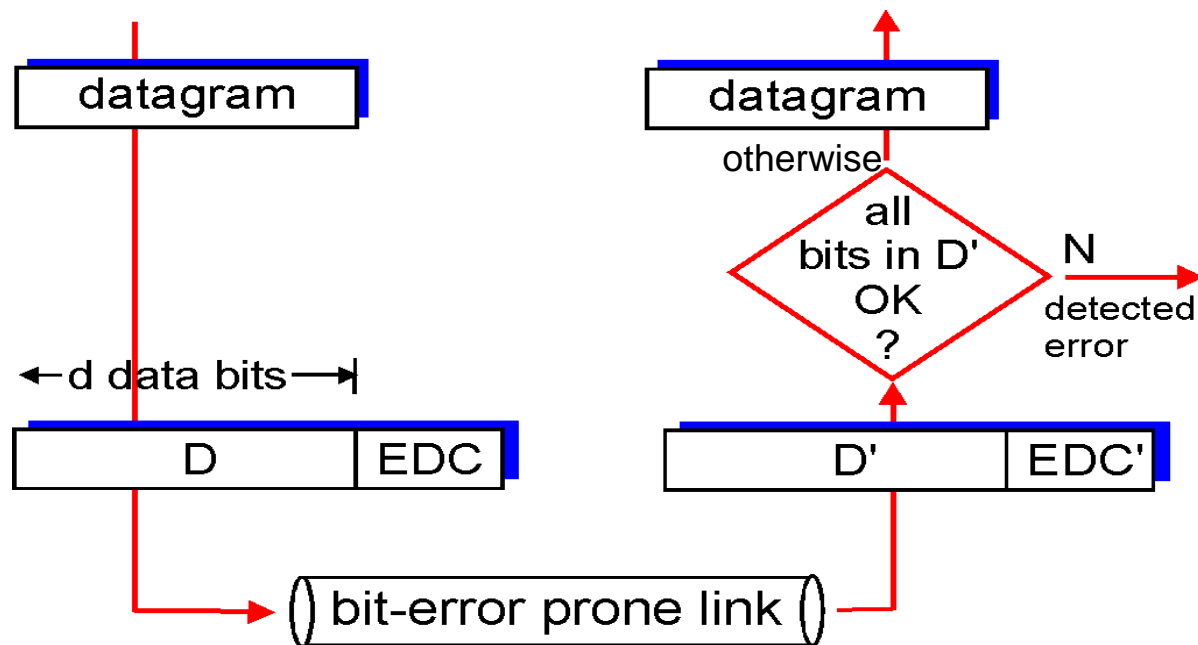 datagram
d data bits
D
EDC
bit-error prone link
datagram
otherwise
all
bits in D'
OK
?
N
detected
error
D'
EDC'